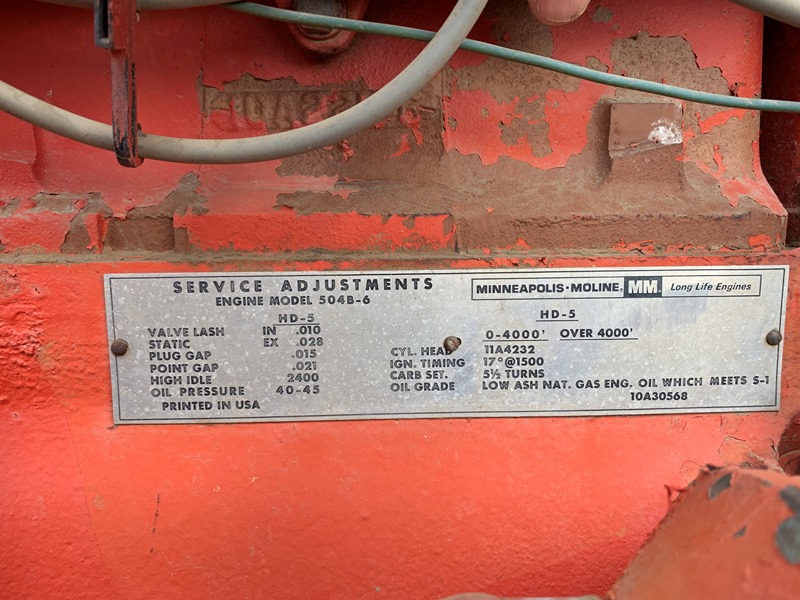 SERVICE ADJUSTMENTS
ENGINE MODEL 504B-6
HD-5
VALVE LASH IN .010
STATIC EX .028
PLUG GAP .015
POINT GAP .021
HIGH IDLE 2400
OIL PRESSURE 40-45
PRINTED IN USA
MINNEAPOLIS-MOLINE MM Long Life Engines
HD-5
0-4000' OVER 4000'
CYL. HEAD 11A4232
IGN. TIMING 17°@1500
CARB SET. 5½ TURNS
OIL GRADE LOW ASH NAT. GAS ENG. OIL WHICH MEETS S-1
10A30568